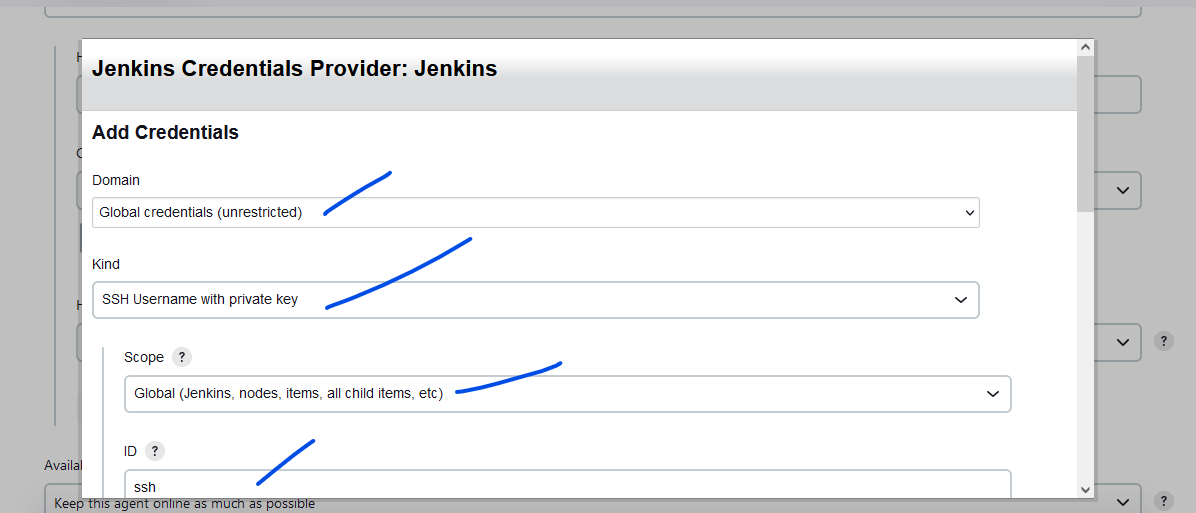 Jenkins Credentials Provider: Jenkins
Add Credentials
Domain
Global credentials (unrestricted)
Kind
SSH Username with private key
Scope ?
Global (Jenkins, nodes, items, all child items, etc)
?
ID ?
ssh
Keep this agent online as much as possible
?